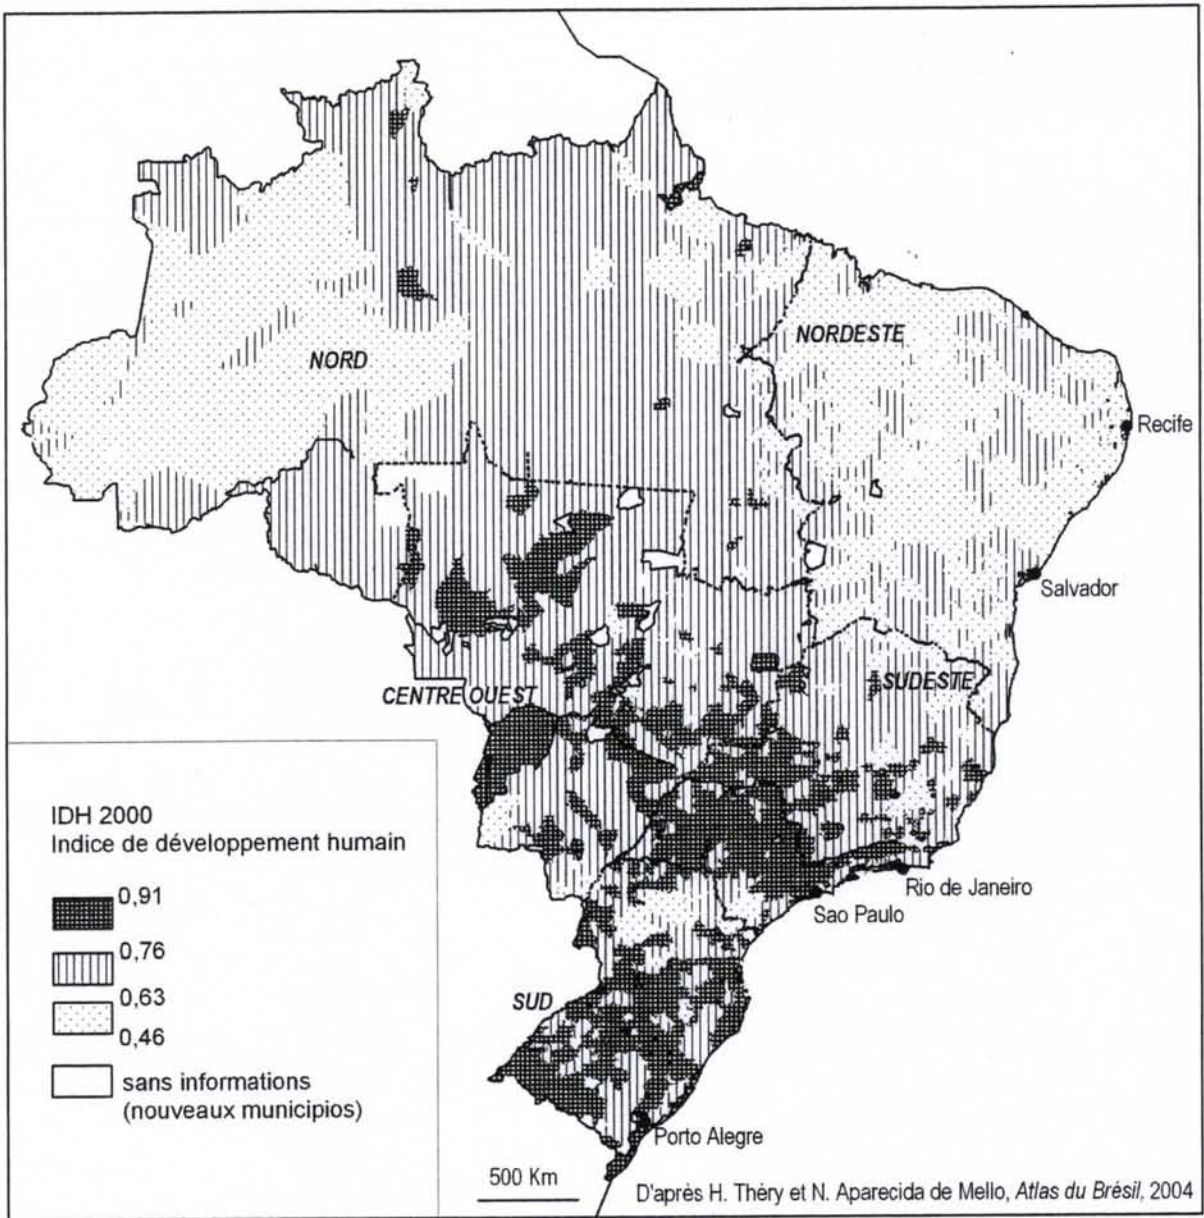 NORD
NORDESTE
Recife
Salvador
CENTRE OUEST
SUDESTE
IDH 2000
Indice de développement humain
0.91
0.76
0,63
0,46
sans informations
(nouveaux municipios)
Rio de Janeiro
Sao Paulo
SUD
Porto Alegre
500 Km
D'après H. Théry et N. Aparecida de Mello, Atlas du Brésil, 2004